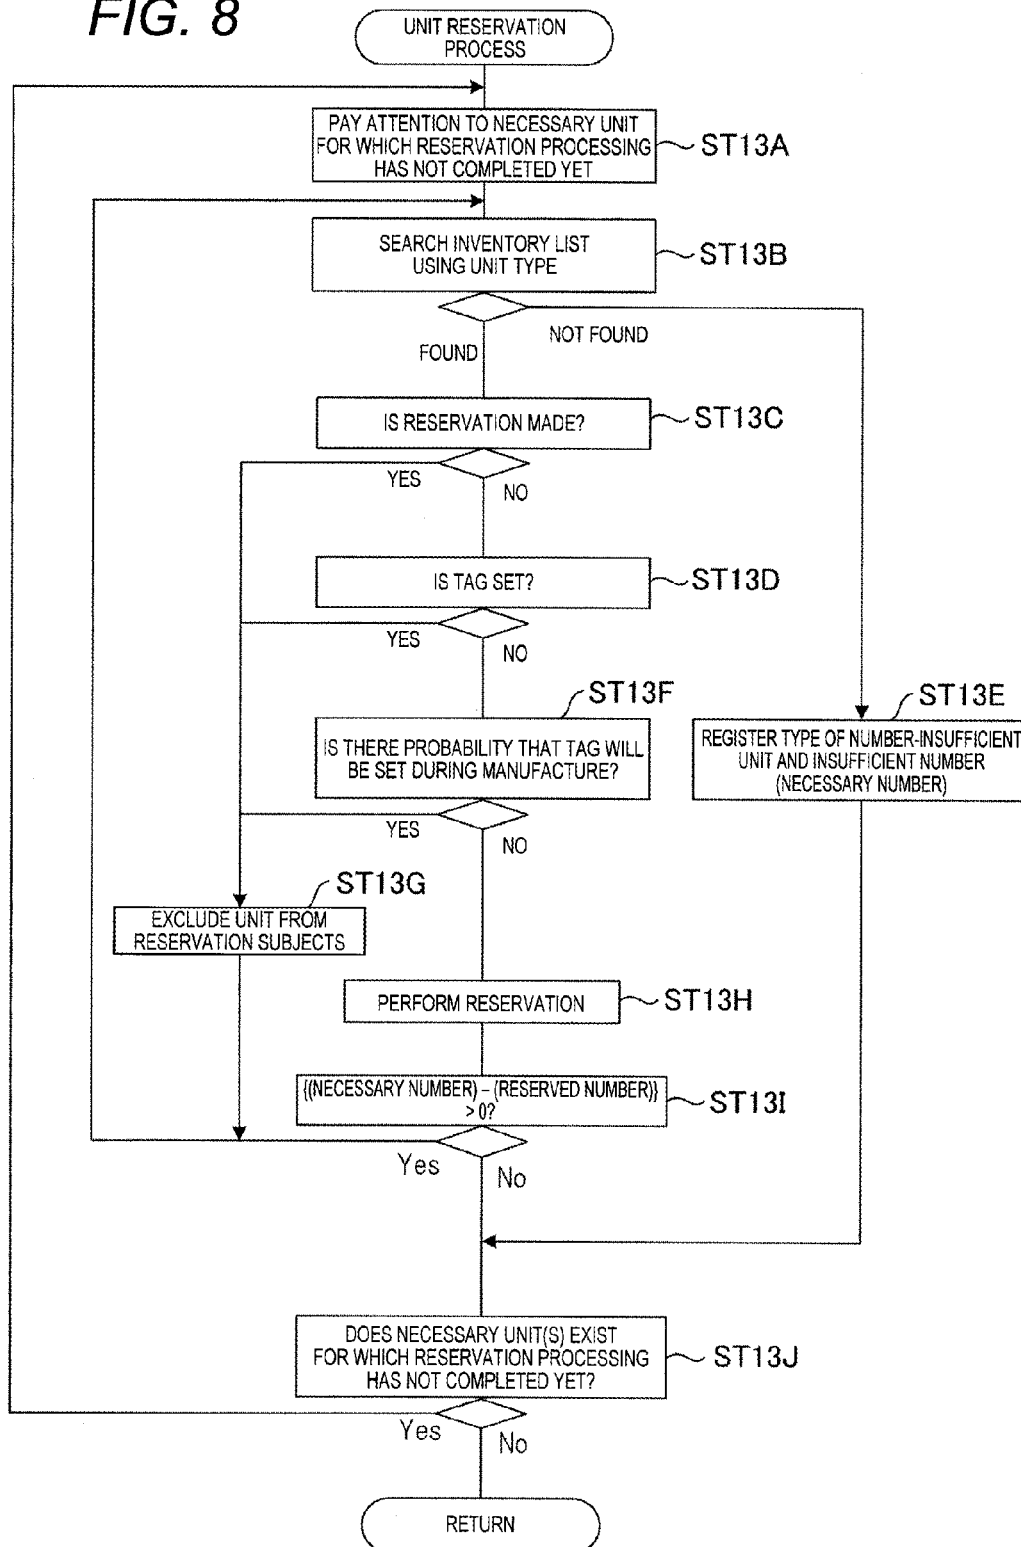 FIG. 8
UNIT RESERVATION
PROCESS
PAY ATTENTION TO NECESSARY UNIT
FOR WHICH RESERVATION PROCESSING
HAS NOT COMPLETED YET
ST13A
SEARCH INVENTORY LIST
USING UNIT TYPE
ST13B
NOT FOUND
FOUND
IS RESERVATION MADE?
ST13C
YES
NO
IS TAG SET?
ST13D
YES
NO
ST13F
IS THERE PROBABILITY THAT TAG WILL
BE SET DURING MANUFACTURE?
ST13E
REGISTER TYPE OF NUMBER-INSUFFICIENT
UNIT AND INSUFFICIENT NUMBER
(NECESSARY NUMBER)
YES
NO
ST13G
EXCLUDE UNIT FROM
RESERVATION SUBJECTS
PERFORM RESERVATION
ST13H
{(NECESSARY NUMBER) – (RESERVED NUMBER)}
> 0?
ST13I
Yes
No
DOES NECESSARY UNIT(S) EXIST
FOR WHICH RESERVATION PROCESSING
HAS NOT COMPLETED YET?
ST13J
Yes
No
RETURN